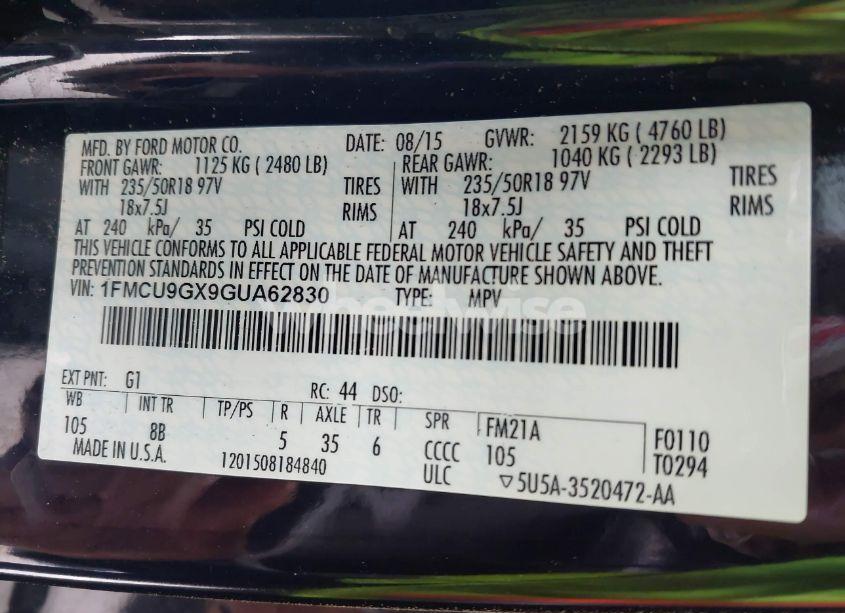 MFD. BY FORD MOTOR CO. DATE: 08/15 GVWR: 2159 KG ( 4760 LB)
FRONT GAWR: 1125 KG ( 2480 LB) REAR GAWR: 1040 KG ( 2293 LB)
WITH 235/50R18 97V TIRES WITH 235/50R18 97V TIRES
18x7.5J RIMS 18x7.5J RIMS
AT 240 kPa/ 35 PSI COLD AT 240 kPa/ 35 PSI COLD
THIS VEHICLE CONFORMS TO ALL APPLICABLE FEDERAL MOTOR VEHICLE SAFETY AND THEFT
PREVENTION STANDARDS IN EFFECT ON THE DATE OF MANUFACTURE SHOWN ABOVE.
VIN: 1FMCU9GX9GUA62830 TYPE: MPV
wheelwise
EXT PNT: G1 RC: 44 DSO:
WB INT TR TP/PS R AXLE TR SPR FM21A F0110
105 8B 5 35 6 CCCC 105 T0294
MADE IN U.S.A. 1201508184840 ULC ▽5U5A-3520472-AA